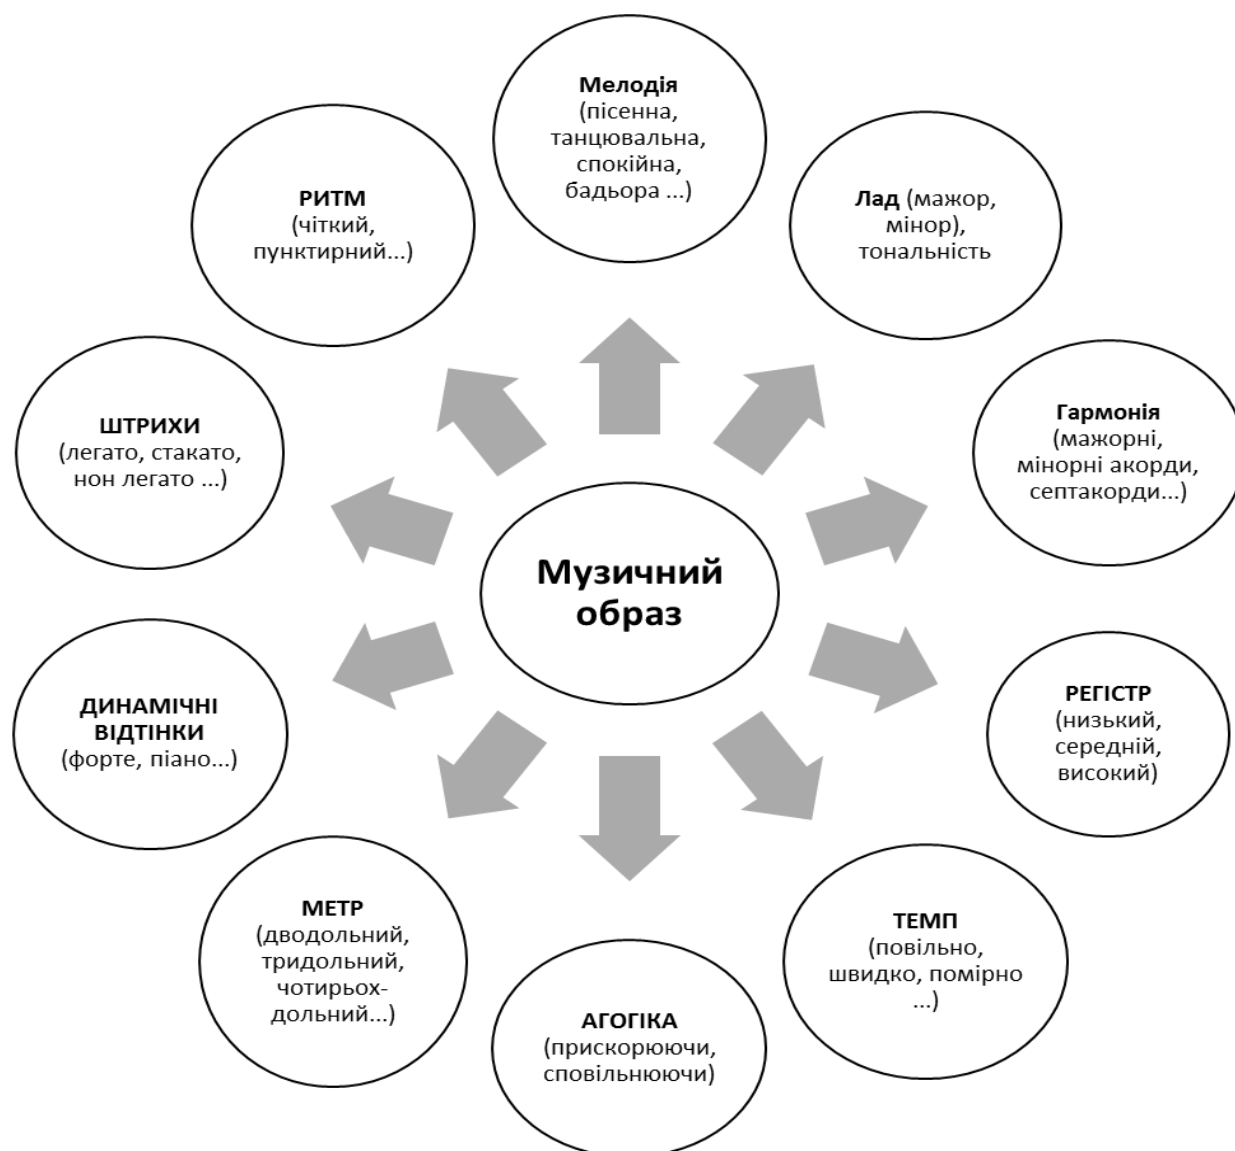 Мелодія
(пісенна,
танцювальна,
спокійна,
бадьора ...)
Лад (мажор,
мінор),
тональність
Гармонія
(мажорні,
мінорні акорди,
септакорди...)
РЕГІСТР
(низький,
середній,
високий)
ТЕМП
(повільно,
швидко, помірно
...)
АГОГІКА
(прискорюючи,
сповільнюючи)
МЕТР
(дводольний,
тридольний,
чотирьох-
дольний...)
ДИНАМІЧНІ
ВІДТІНКИ
(форте, піано...)
ШТРИХИ
(легато, стакато,
нон легато ...)
РИТМ
(чіткий,
пунктирний...)
Музичний
образ